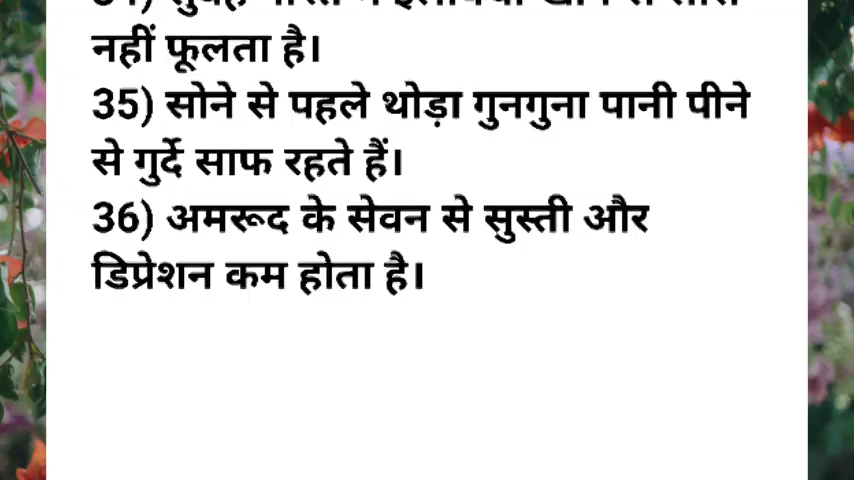 नहीं फूलता है।
35) सोने से पहले थोड़ा गुनगुना पानी पीने
से गुर्दे साफ रहते हैं।
36) अमरूद के सेवन से सुस्ती और
डिप्रेशन कम होता है।